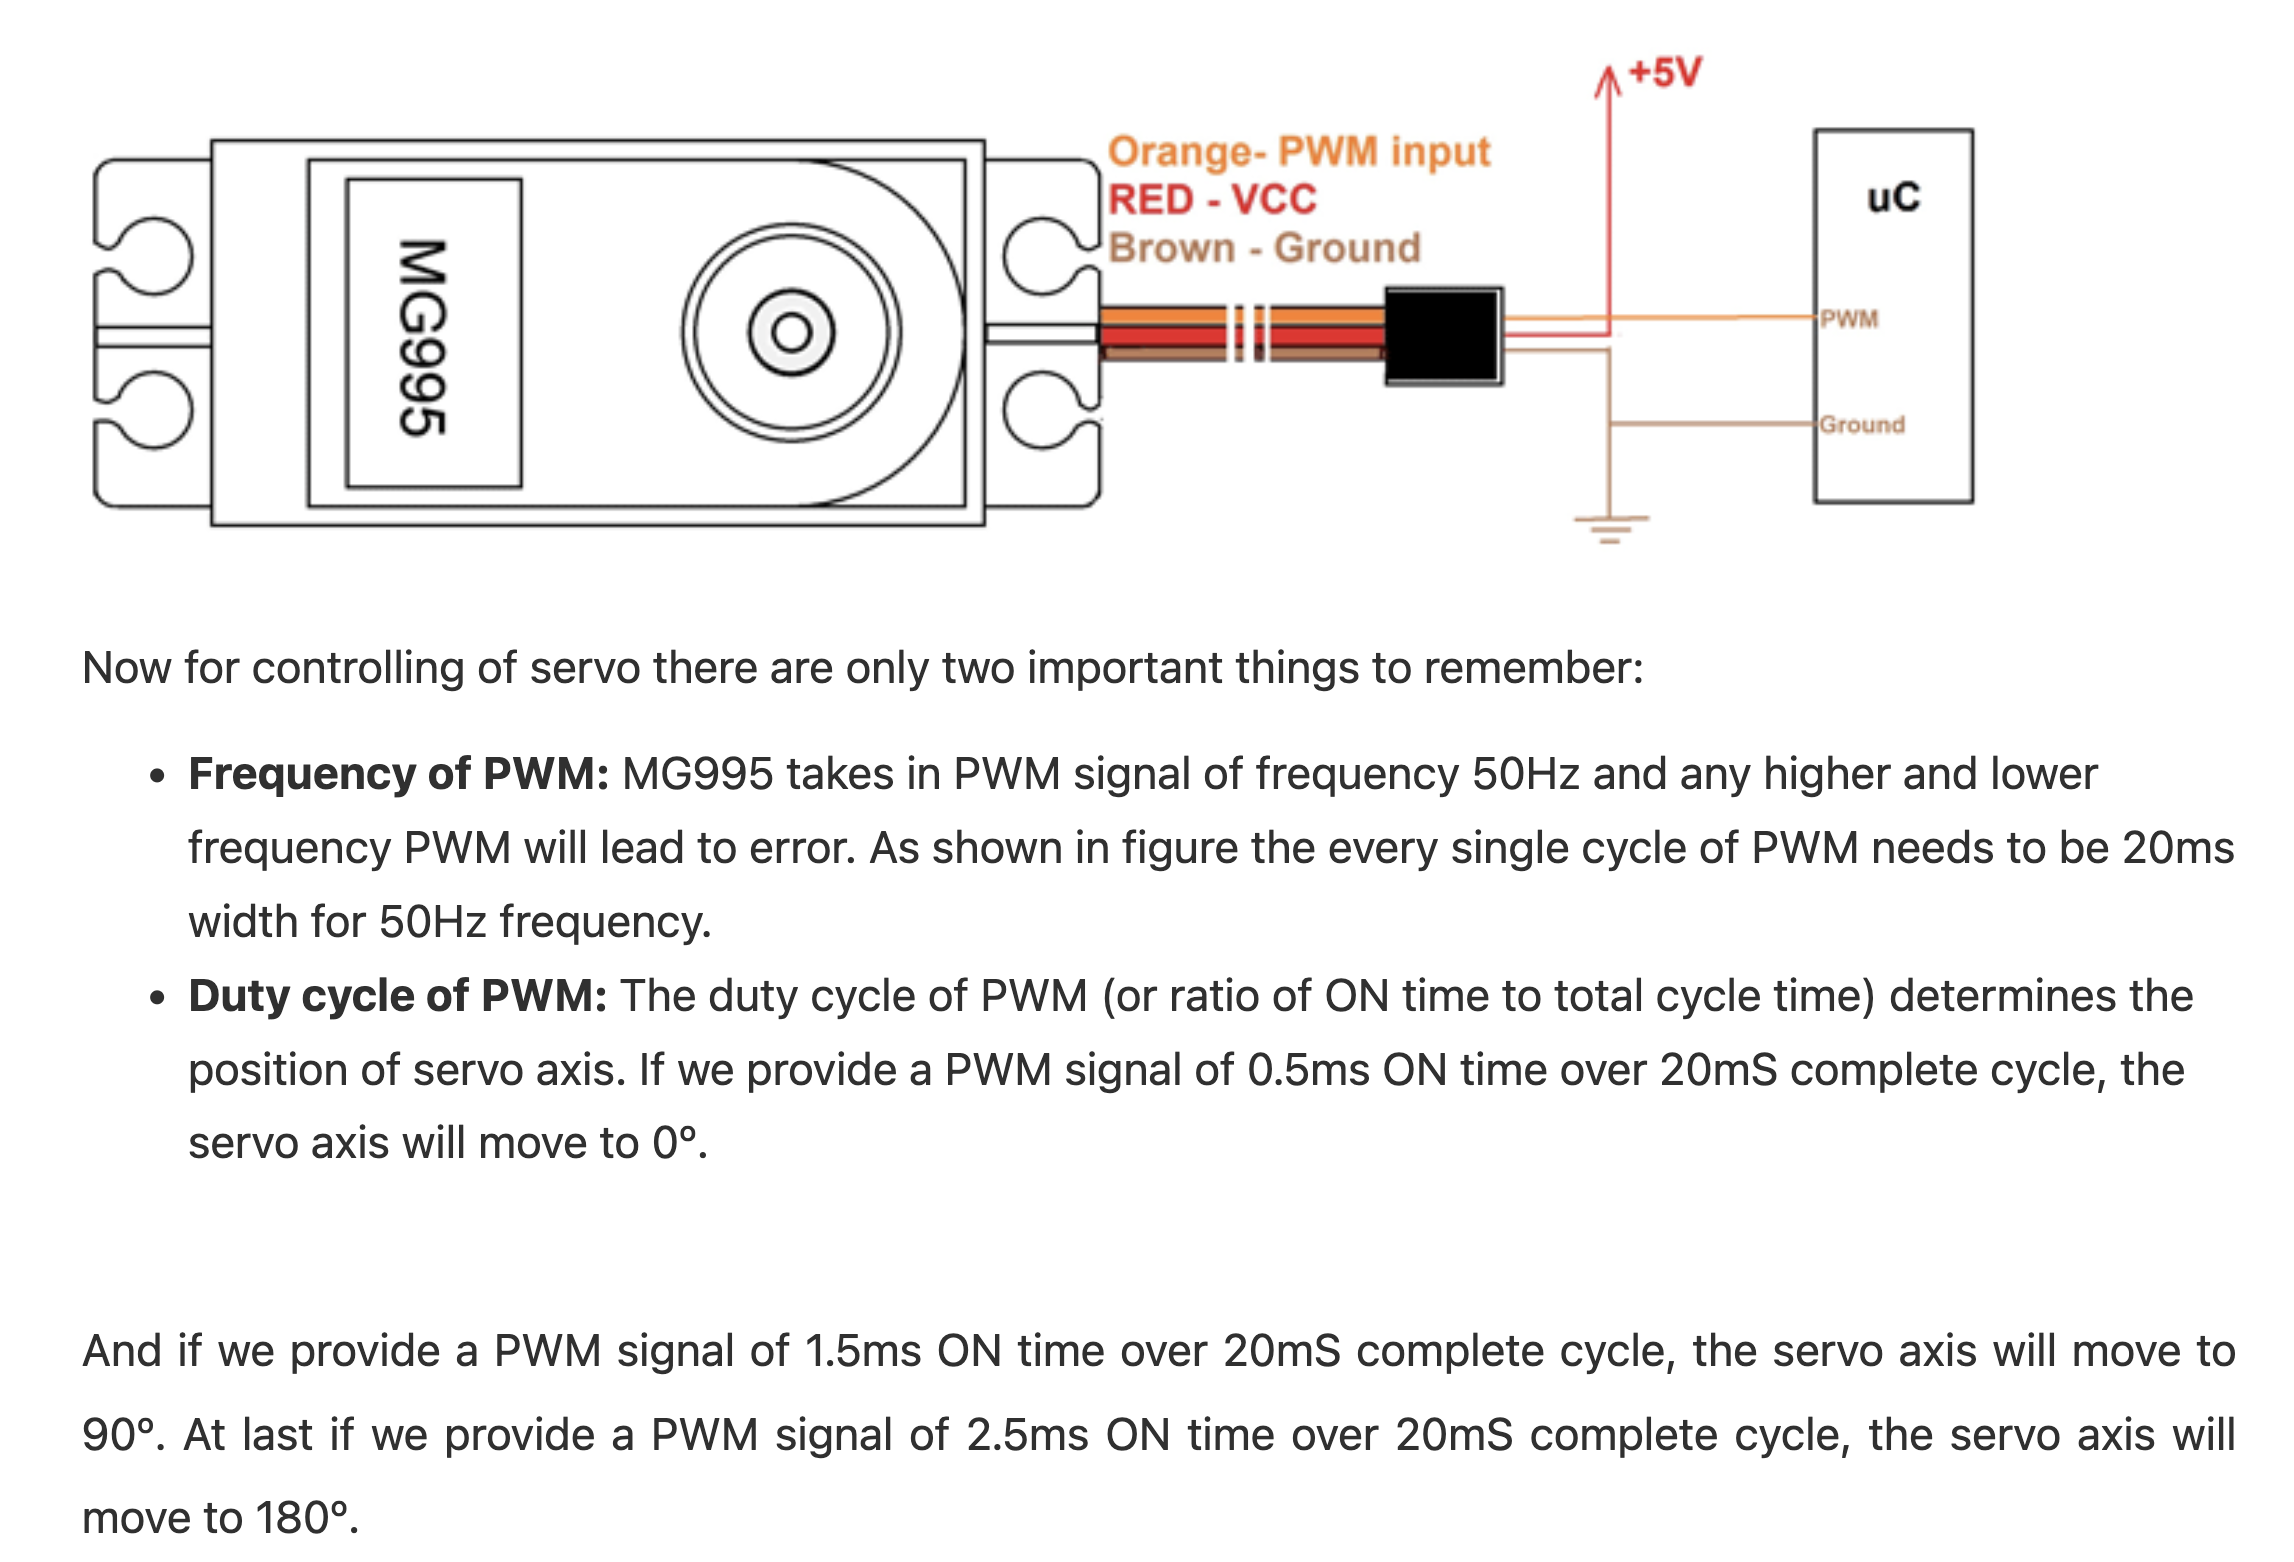 +5V
Orange- PWM input
RED - VCC
Brown - Ground
uC
MG995
PWM
Ground
Now for controlling of servo there are only two important things to remember:
• Frequency of PWM: MG995 takes in PWM signal of frequency 50Hz and any higher and lower
frequency PWM will lead to error. As shown in figure the every single cycle of PWM needs to be 20ms
width for 50Hz frequency.
• Duty cycle of PWM: The duty cycle of PWM (or ratio of ON time to total cycle time) determines the
position of servo axis. If we provide a PWM signal of 0.5ms ON time over 20mS complete cycle, the
servo axis will move to 0º.
And if we provide a PWM signal of 1.5ms ON time over 20mS complete cycle, the servo axis will move to
90º. At last if we provide a PWM signal of 2.5ms ON time over 20mS complete cycle, the servo axis will
move to 180º.